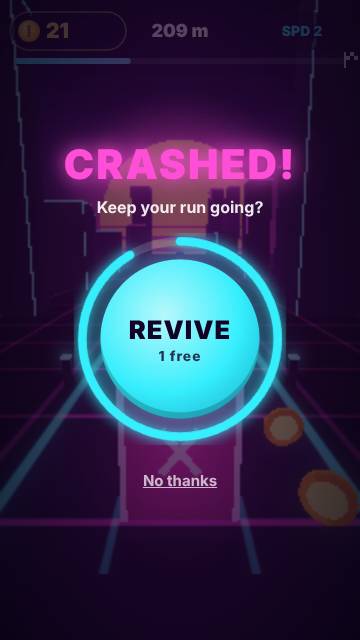 21
209 m
SPD 2
CRASHED!
Keep your run going?
REVIVE
1 free
No thanks